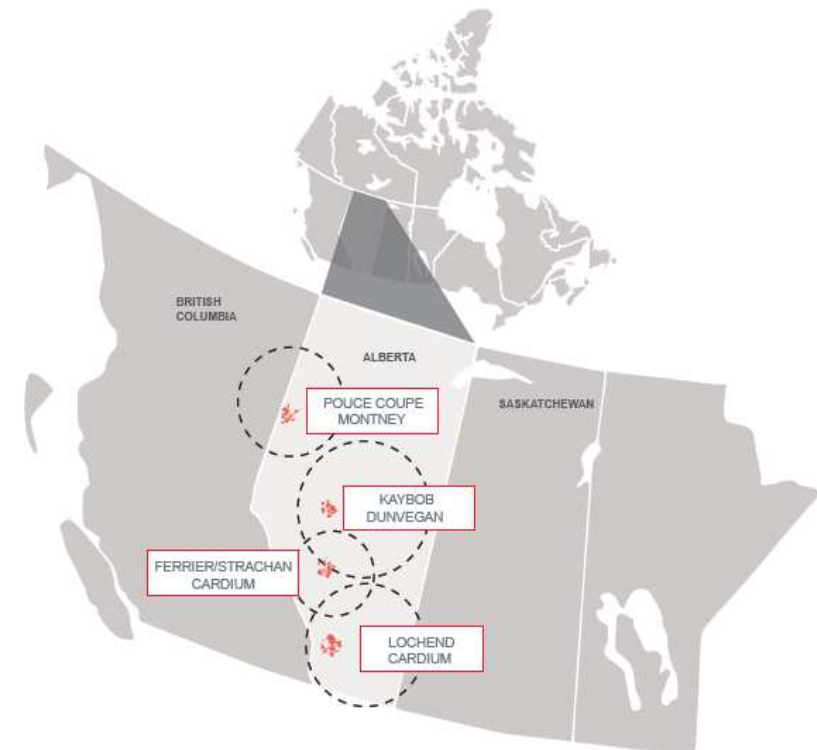 BRITISH
COLUMBIA
ALBERTA
POUCE COUPE
MONTNEY
SASKATCHEWAN
KAYBOB
DUNVEGAN
FERRIER/STRACHAN
CARDIUM
LOCHEND
CARDIUM